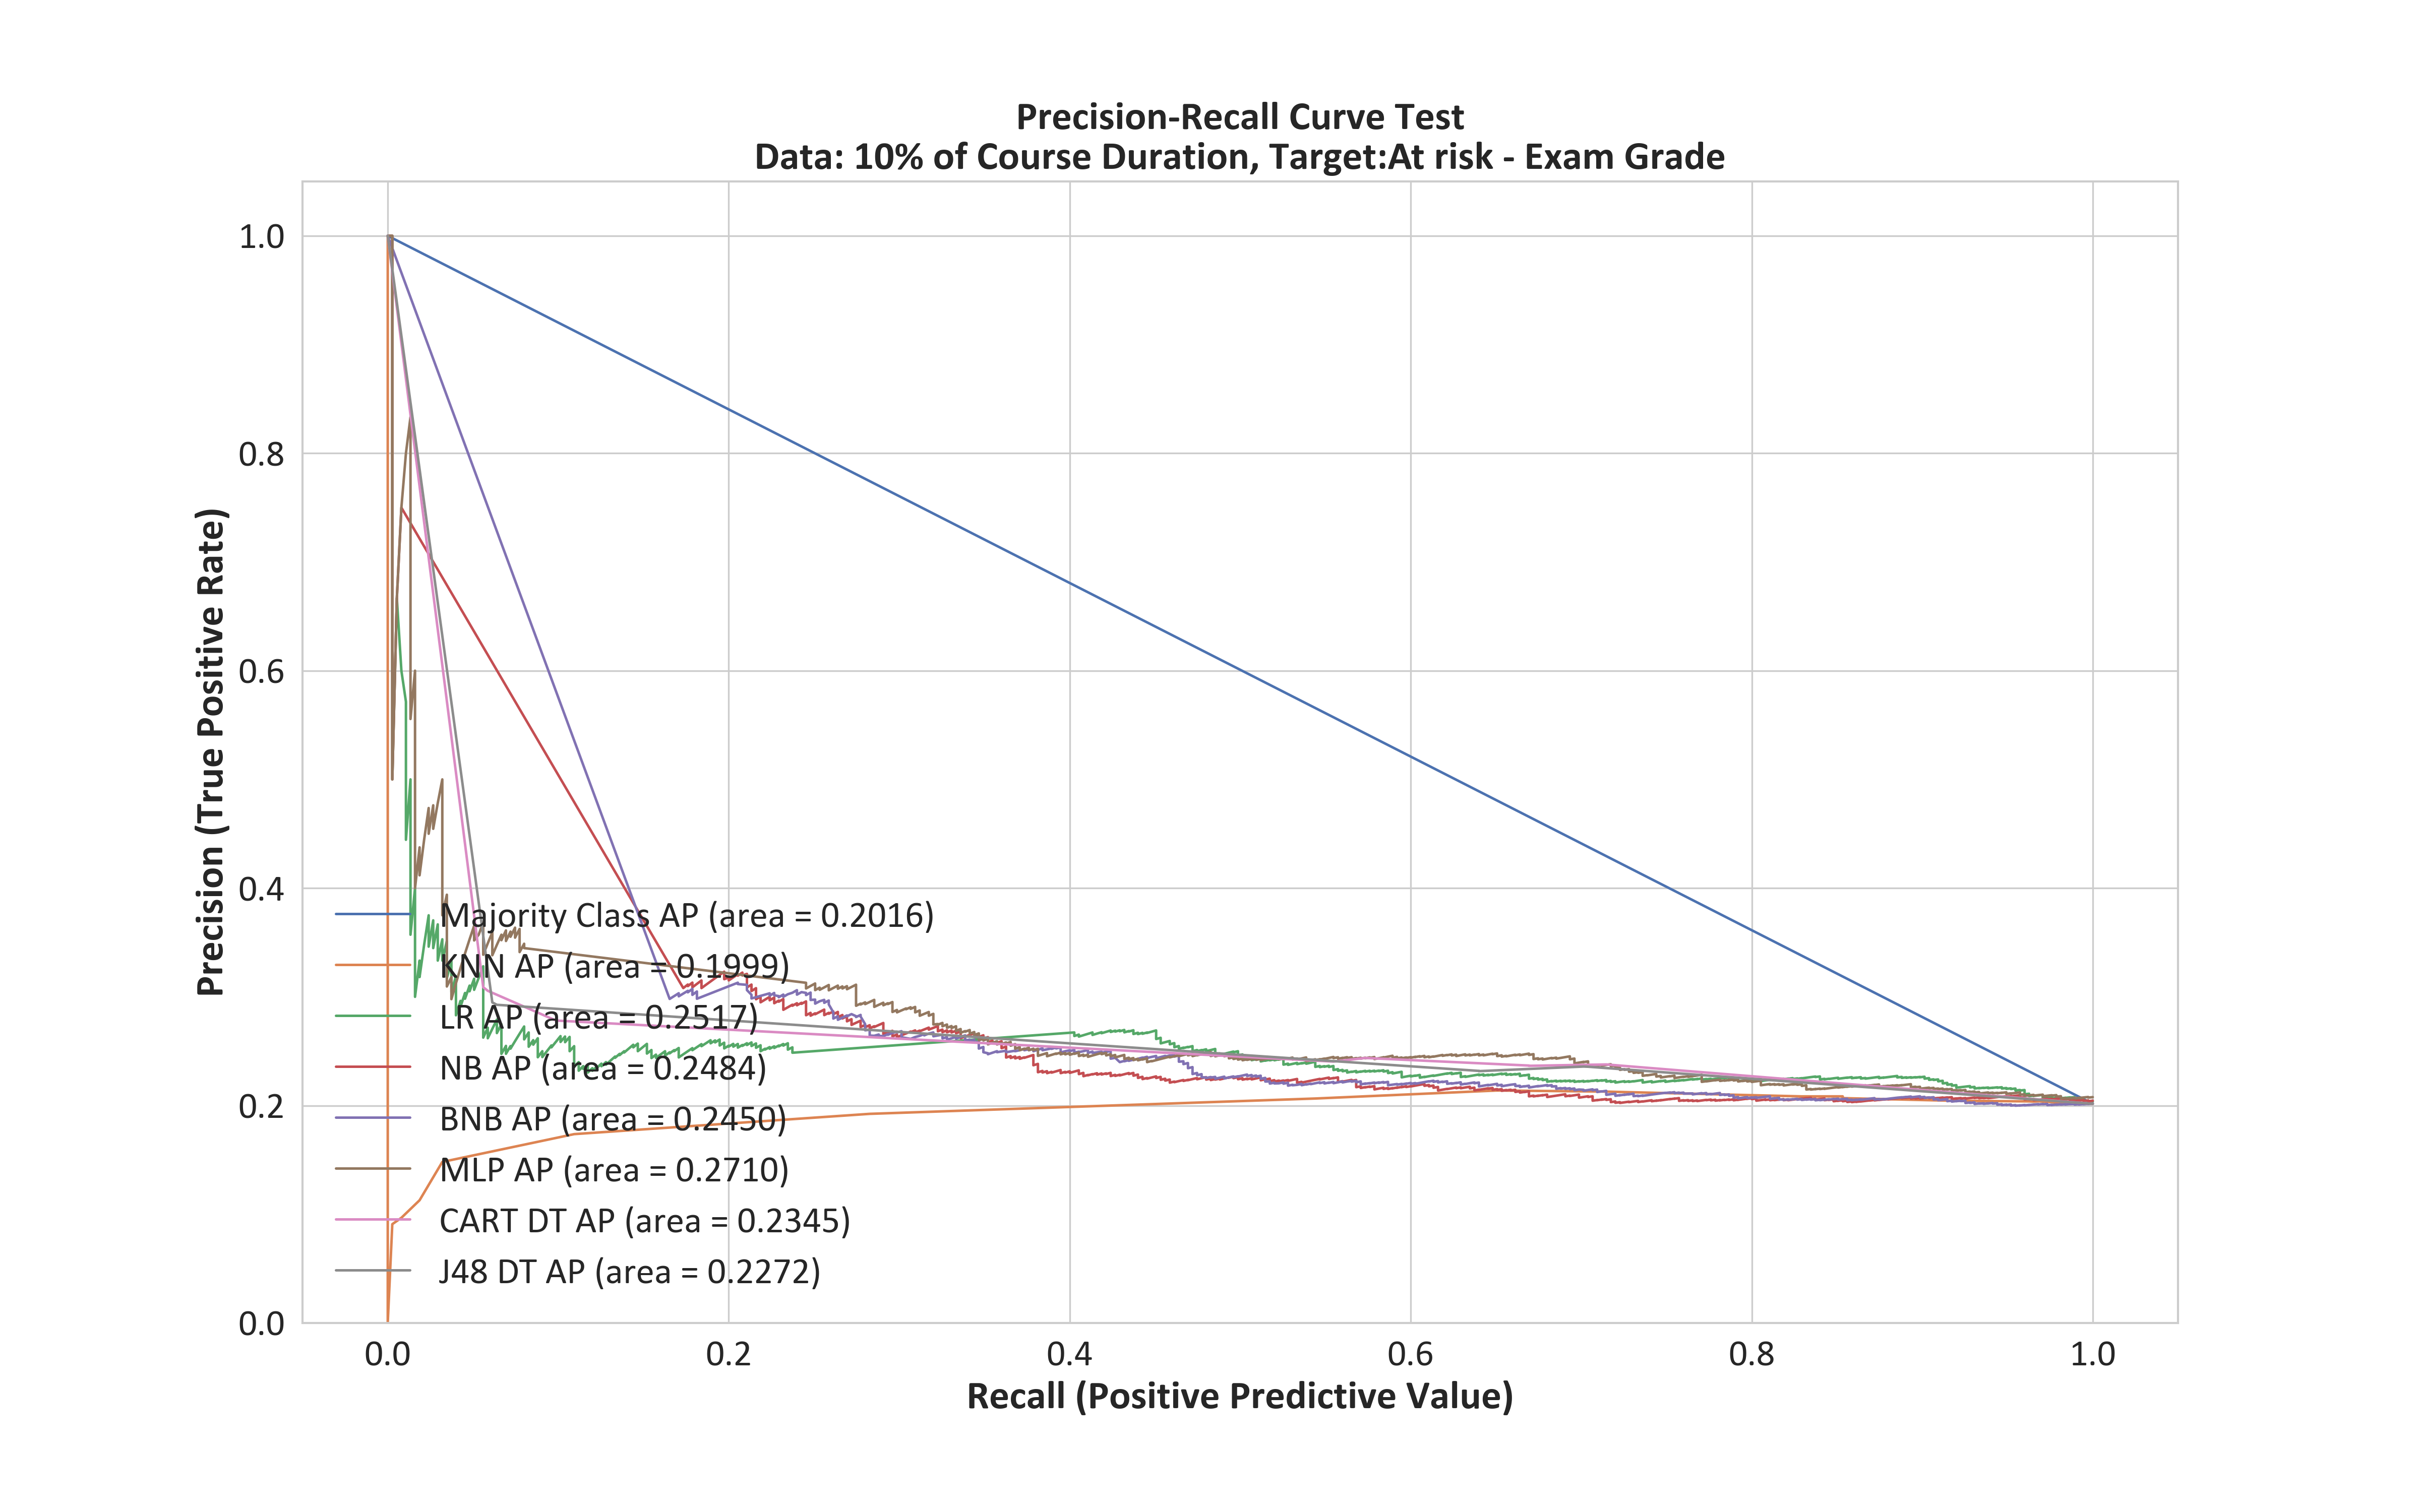 Precision-Recall Curve Test
Data: 10% of Course Duration, Target:At risk - Exam Grade
Precision (True Positive Rate)
1.0
0.8
0.6
0.4
0.2
0.0
Majority Class AP (area = 0.2016)
KNN AP (area = 0.1999)
LR AP (area = 0.2517)
NB AP (area = 0.2484)
BNB AP (area = 0.2450)
MLP AP (area = 0.2710)
CART DT AP (area = 0.2345)
J48 DT AP (area = 0.2272)
0.0 0.2 0.4 0.6 0.8 1.0
Recall (Positive Predictive Value)